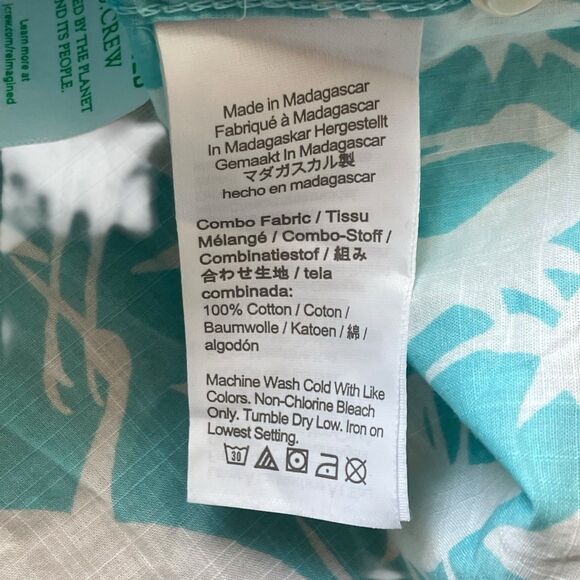 .CREW
ED BY THE PLANET
ND ITS PEOPLE.
Learn more at
jcrew.com/reimagined
Made in Madagascar
Fabriqué à Madagascar
In Madagaskar Hergestellt
Gemaakt In Madagascar
マダガスカル製
hecho en madagascar
Combo Fabric / Tissu
Mélangé / Combo-Stoff /
Combinatiestof / 組み
合わせ生地 / tela
combinada:
100% Cotton / Coton /
Baumwolle / Katoen / 綿 /
algodón
Machine Wash Cold With Like
Colors. Non-Chlorine Bleach
Only. Tumble Dry Low. Iron on
Lowest Setting.
30